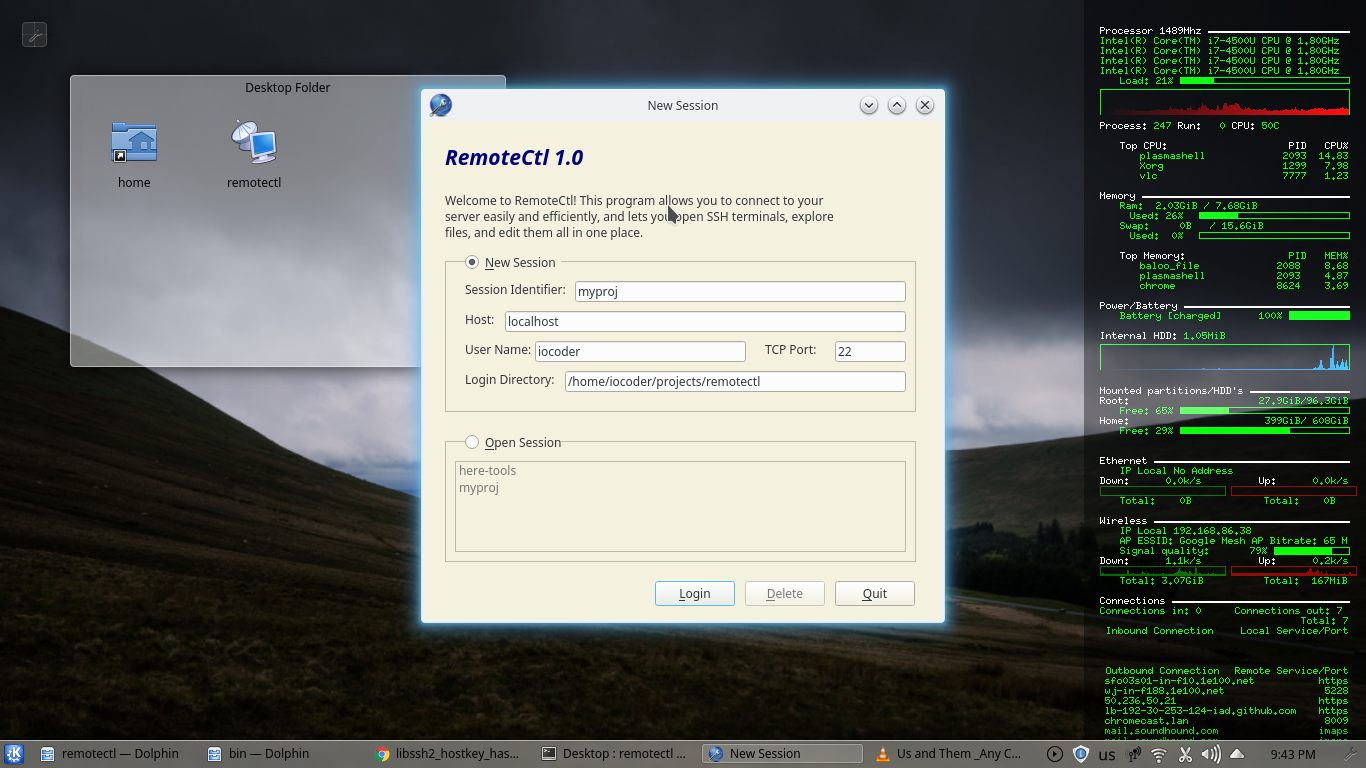 Desktop Folder
home
remotectl
New Session
RemoteCtl 1.0
Welcome to RemoteCtl! This program allows you to connect to your
server easily and efficiently, and lets you open SSH terminals, explore
files, and edit them all in one place.
New Session
Session Identifier: myproj
Host: localhost
User Name: iocoder TCP Port: 22
Login Directory: /home/iocoder/projects/remotectl
Open Session
here-tools
myproj
Login Delete Quit
Processor 1489Mhz
Intel(R) Core(TM) i7-4500U CPU @ 1.80GHz
Intel(R) Core(TM) i7-4500U CPU @ 1.80GHz
Intel(R) Core(TM) i7-4500U CPU @ 1.80GHz
Intel(R) Core(TM) i7-4500U CPU @ 1.80GHz
Load: 21%
Process: 247 Run: 0 CPU: 50C
Top CPU: PID CPU%
plasmashell 2093 14.83
Xorg 1299 7.98
vlc 7777 1.23
Memory
Ram: 2.03GiB / 7.68GiB
Used: 26%
Swap: 0B / 15.6GiB
Used: 0%
Top Memory: PID MEM%
baloo_file 2088 8.68
plasmashell 2093 4.87
chrome 8624 3.69
Power/Battery
Battery [charged] 100%
Internal HDD: 1.05MiB
Mounted partitions/HDD's
Root: 27.9GiB/96.3GiB
Free: 65%
Home: 399GiB/ 608GiB
Free: 29%
Ethernet
IP Local No Address
Down: 0.0k/s Up: 0.0k/s
Total: 0B Total: 0B
Wireless
IP Local 192.168.86.38
AP ESSID: Google Mesh AP Bitrate: 65 M
Signal quality: 79%
Down: 1.1k/s Up: 0.2k/s
Total: 3.07GiB Total: 167MiB
Connections
Connections in: 0 Connections out: 7
Total: 7
Inbound Connection Local Service/Port
Outbound Connection Remote Service/Port
sfo03s01-in-f10.1e100.net https
wj-in-f188.1e100.net 5228
50.236.50.21 https
lb-192-30-253-124-iad.github.com https
chromecast.lan 8009
mail.soundhound.com imaps
mail.soundhound.com imaps
remotectl — Dolphin bin — Dolphin libssh2_hostkey_has... Desktop : remotectl ... New Session Us and Them _Any C... us 9:43 PM